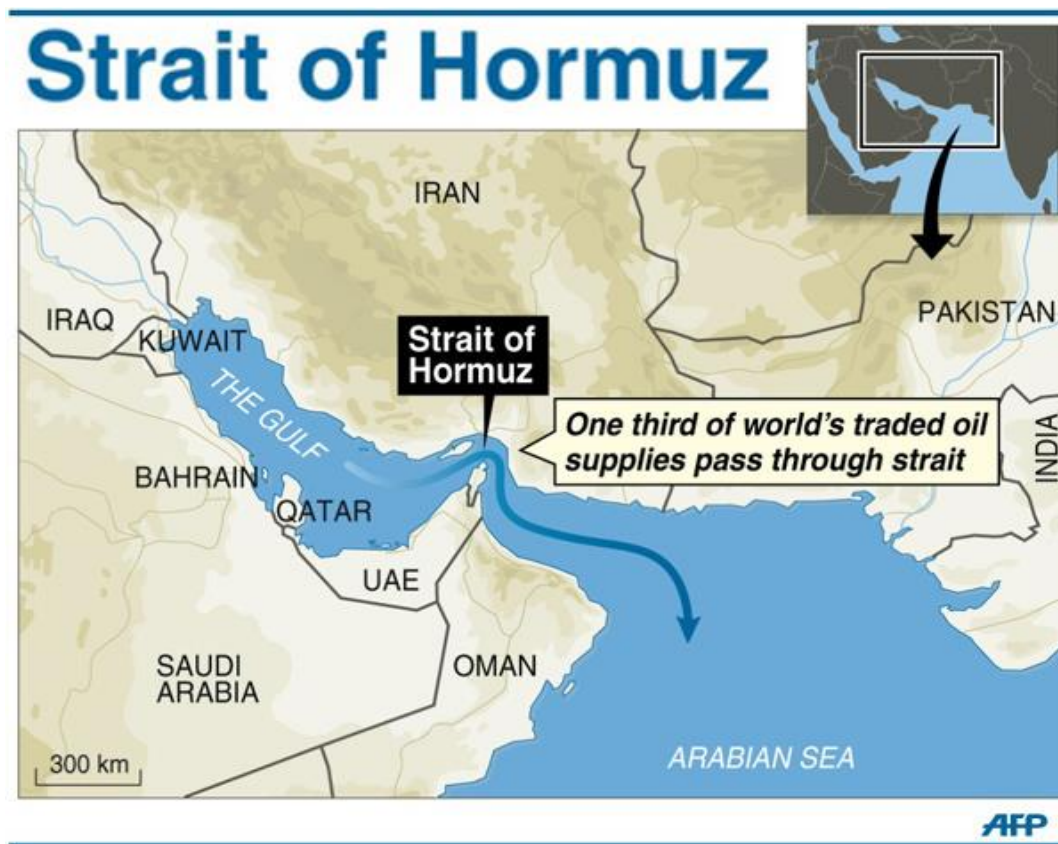 Strait of Hormuz
IRAN
IRAQ
KUWAIT
PAKISTAN
Strait of
Hormuz
THE GULF
One third of world's traded oil
supplies pass through strait
INDIA
BAHRAIN
QATAR
UAE
SAUDI
ARABIA
OMAN
300 km
ARABIAN SEA
AFP